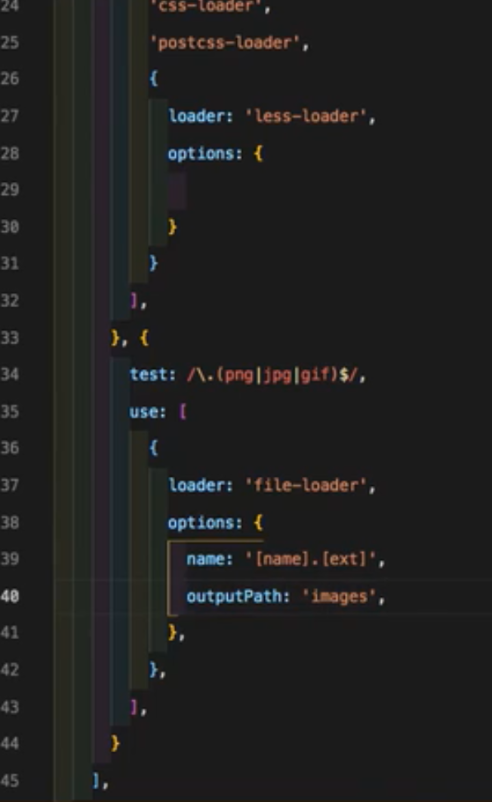 24 'css-loader',
25 'postcss-loader',
26 {
27 loader: 'less-loader',
28 options: {
29
30 }
31 }
32 ],
33 }, {
34 test: /\.(png|jpg|gif)$/,
35 use: [
36 {
37 loader: 'file-loader',
38 options: {
39 name: '[name].[ext]',
40 outputPath: 'images',
41 },
42 },
43 ],
44 }
45 ],